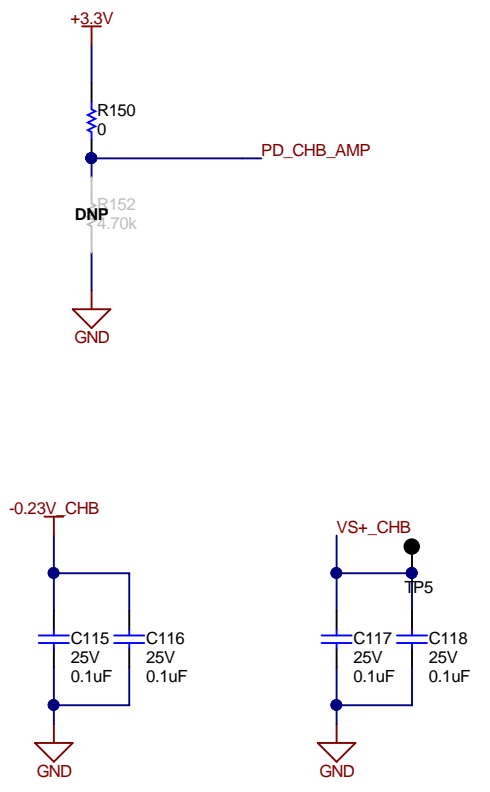 +3.3V
R150
0
PD_CHB_AMP
R152
DNP
4.70k
GND
-0.23V_CHB
VS+_CHB
TP5
C115
25V
0.1uF
C116
25V
0.1uF
C117
25V
0.1uF
C118
25V
0.1uF
GND
GND